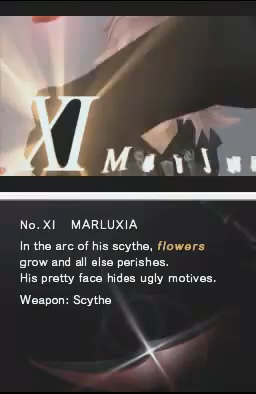 XI
No. XI MARLUXIA
In the arc of his scythe, flowers
grow and all else perishes.
His pretty face hides ugly motives.
Weapon: Scythe